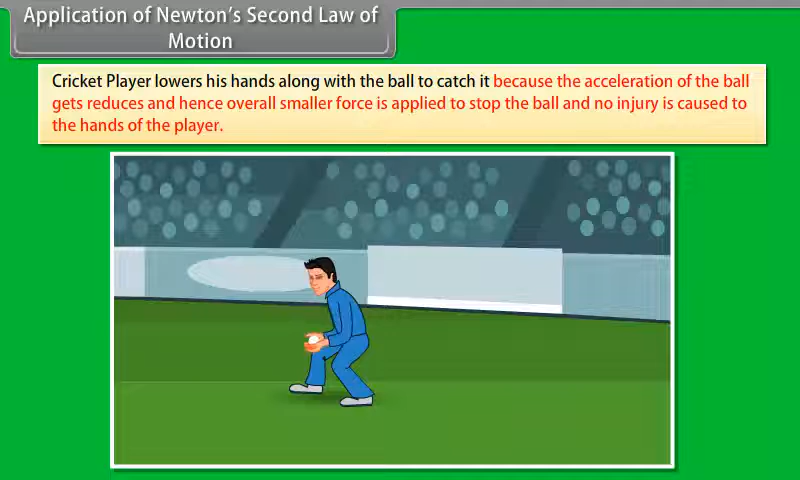 Application of Newton's Second Law of
Motion
Cricket Player lowers his hands along with the ball to catch it because the acceleration of the ball
gets reduces and hence overall smaller force is applied to stop the ball and no injury is caused to
the hands of the player.